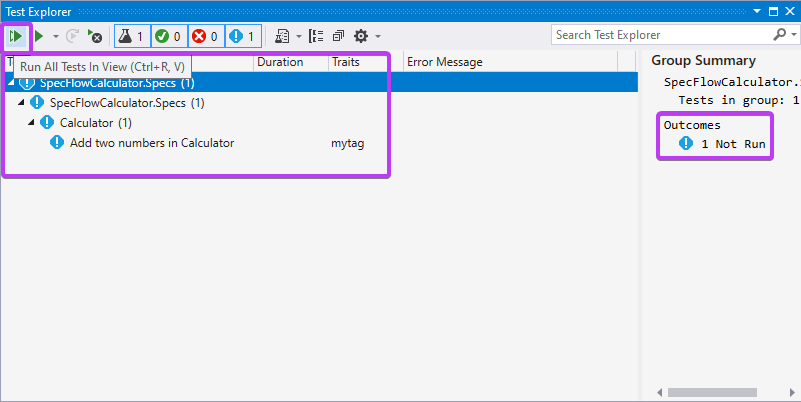 Test Explorer
1 0 0 1
Search Test Explorer
Run All Tests In View (Ctrl+R, V)
Duration Traits Error Message
SpecFlowCalculator.Specs (1)
SpecFlowCalculator.Specs (1)
Calculator (1)
Add two numbers in Calculator mytag
Group Summary
SpecFlowCalculator.
Tests in group: 1
Outcomes
1 Not Run